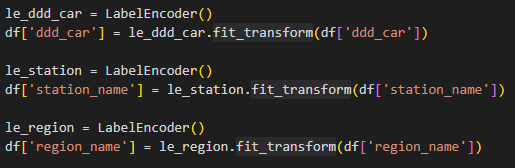 le_ddd_car = LabelEncoder()
df['ddd_car'] = le_ddd_car.fit_transform(df['ddd_car'])
le_station = LabelEncoder()
df['station_name'] = le_station.fit_transform(df['station_name'])
le_region = LabelEncoder()
df['region_name'] = le_region.fit_transform(df['region_name'])